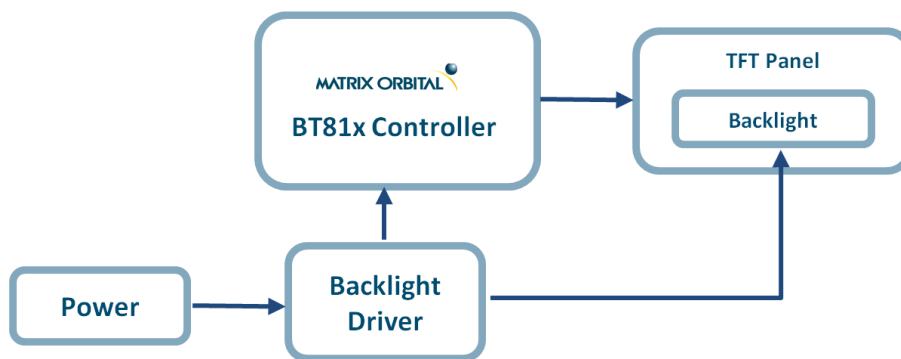 MATRIX ORBITAL
BT81x Controller
TFT Panel
Backlight
Power
Backlight
Driver